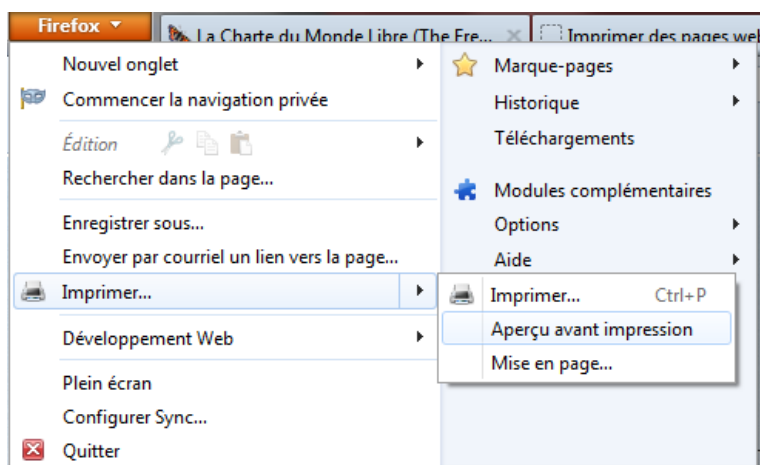 Firefox
La Charte du Monde Libre (The Fre...
Imprimer des pages we
Nouvel onglet
Commencer la navigation privée
Édition
Rechercher dans la page...
Enregistrer sous...
Envoyer par courriel un lien vers la page...
Imprimer...
Développement Web
Plein écran
Configurer Sync...
Quitter
Marque-pages
Historique
Téléchargements
Modules complémentaires
Options
Aide
Imprimer... Ctrl+P
Aperçu avant impression
Mise en page...